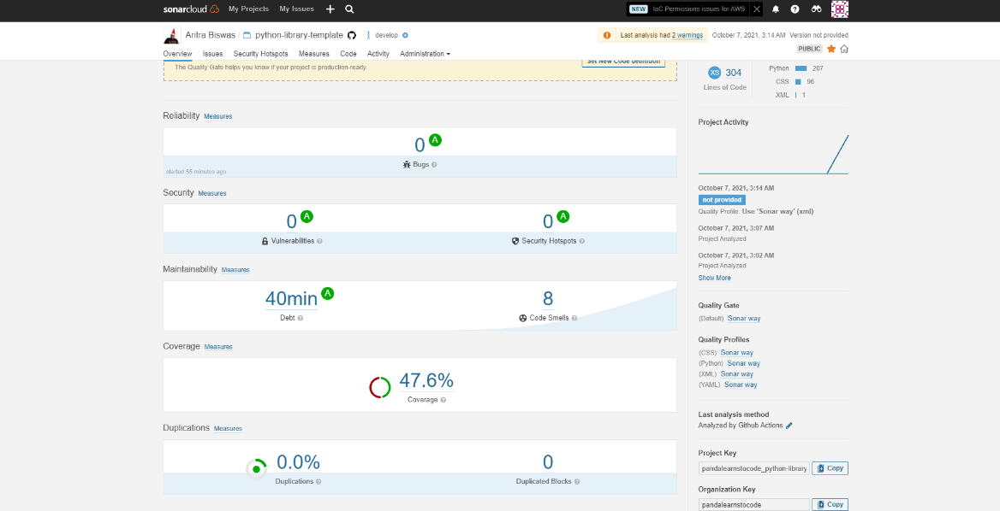 sonarcloud My Projects My Issues NEW IaC Permissions issues for AWS
Aritra Biswas / python-library-template develop Last analysis had 2 warnings October 7, 2021, 3:14 AM Version not provided
Overview Issues Security Hotspots Measures Code Activity Administration PUBLIC
The Quality Gate helps you know if your project is production-ready.
Set New Code definition
Reliability Measures
0 A
Bugs
started 55 minutes ago
Security Measures
0 A 0 A
Vulnerabilities Security Hotspots
Maintainability Measures
40min A 8
Debt Code Smells
Coverage Measures
47.6%
Coverage
Duplications Measures
0.0% 0
Duplications Duplicated Blocks
XS 304
Lines of Code
Python 207
CSS 96
XML 1
Project Activity
October 7, 2021, 3:14 AM
not provided
Quality Profile: Use 'Sonar way' (xml)
October 7, 2021, 3:07 AM
Project Analyzed
October 7, 2021, 3:02 AM
Project Analyzed
Show More
Quality Gate
(Default) Sonar way
Quality Profiles
(CSS) Sonar way
(Python) Sonar way
(XML) Sonar way
(YAML) Sonar way
Last analysis method
Analyzed by Github Actions
Project Key
pandalearnstocode_python-library Copy
Organization Key
pandalearnstocode Copy